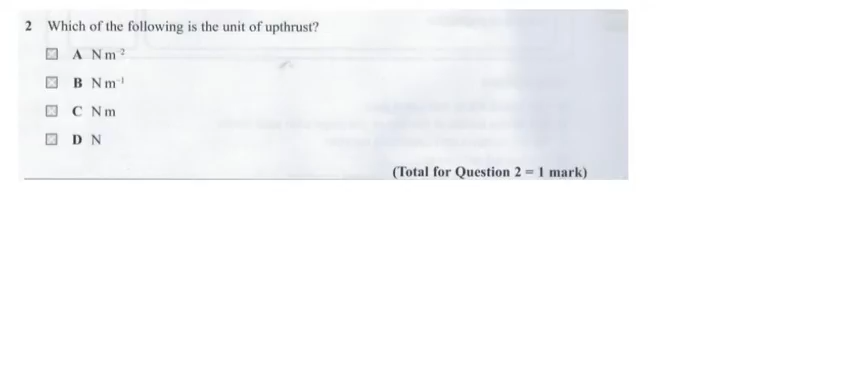 2 Which of the following is the unit of upthrust?
A N m⁻²
B N m⁻¹
C N m
D N
(Total for Question 2 = 1 mark)